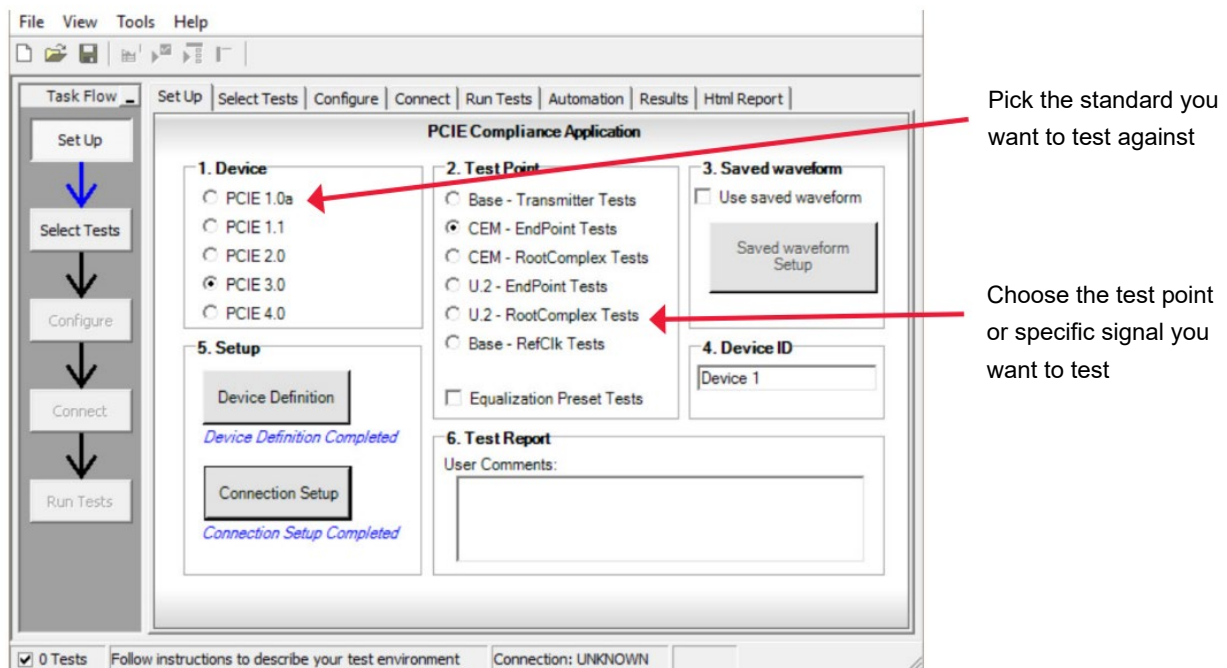 File View Tools Help
Task Flow
Set Up
Select Tests
Configure
Connect
Run Tests
Set Up Select Tests Configure Connect Run Tests Automation Results Html Report
PCIE Compliance Application
1. Device
PCIE 1.0a
PCIE 1.1
PCIE 2.0
PCIE 3.0
PCIE 4.0
2. Test Point
Base - Transmitter Tests
CEM - EndPoint Tests
CEM - RootComplex Tests
U.2 - EndPoint Tests
U.2 - RootComplex Tests
Base - RefClk Tests
Equalization Preset Tests
3. Saved waveform
Use saved waveform
Saved waveform
Setup
4. Device ID
Device 1
5. Setup
Device Definition
Device Definition Completed
Connection Setup
Connection Setup Completed
6. Test Report
User Comments:
0 Tests Follow instructions to describe your test environment Connection: UNKNOWN
Pick the standard you
want to test against
Choose the test point
or specific signal you
want to test